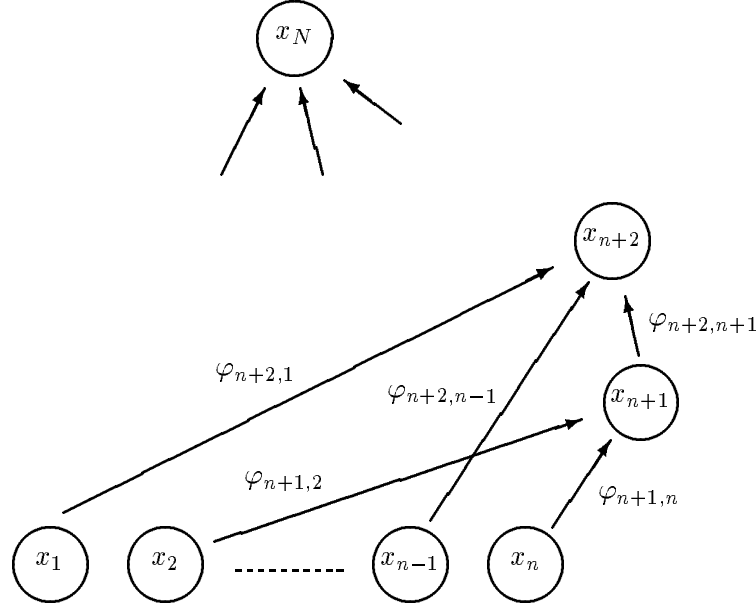 x_N
x_{n+2}
φ_{n+2,n+1}
φ_{n+2,1}
φ_{n+2,n−1}
x_{n+1}
φ_{n+1,2}
φ_{n+1,n}
x_1 x_2 x_{n−1} x_n